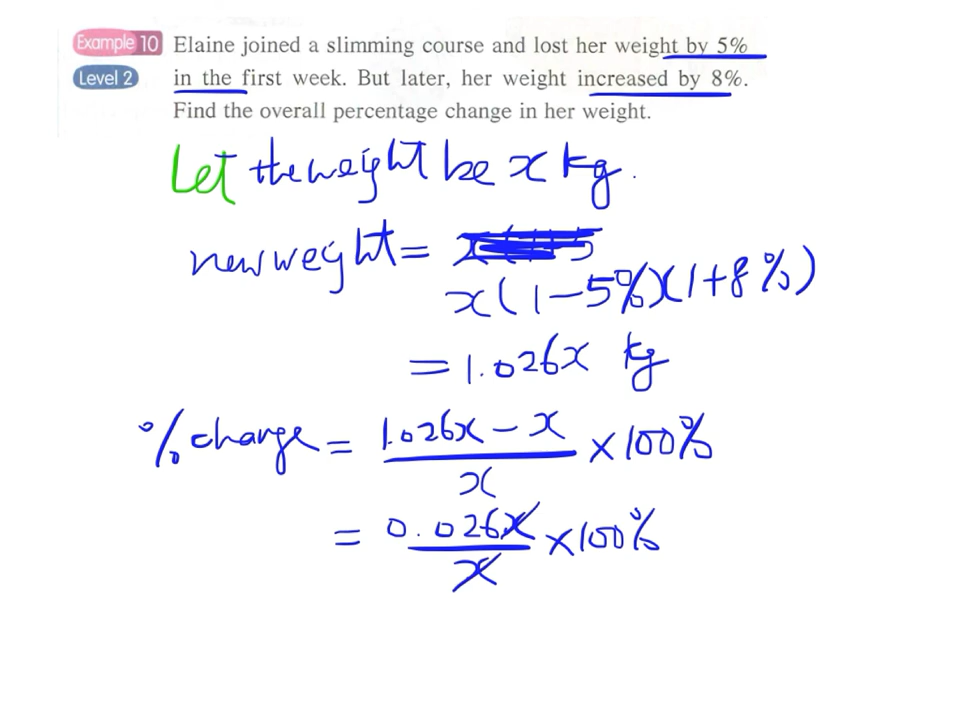 Example 10 Elaine joined a slimming course and lost her weight by 5%
Level 2 in the first week. But later, her weight increased by 8%.
Find the overall percentage change in her weight.
Let the weight be x kg.
new weight =
x(1-5%)(1+8%)
= 1.026x kg
% change = (1.026x - x)/x × 100%
= 0.026x/x × 100%